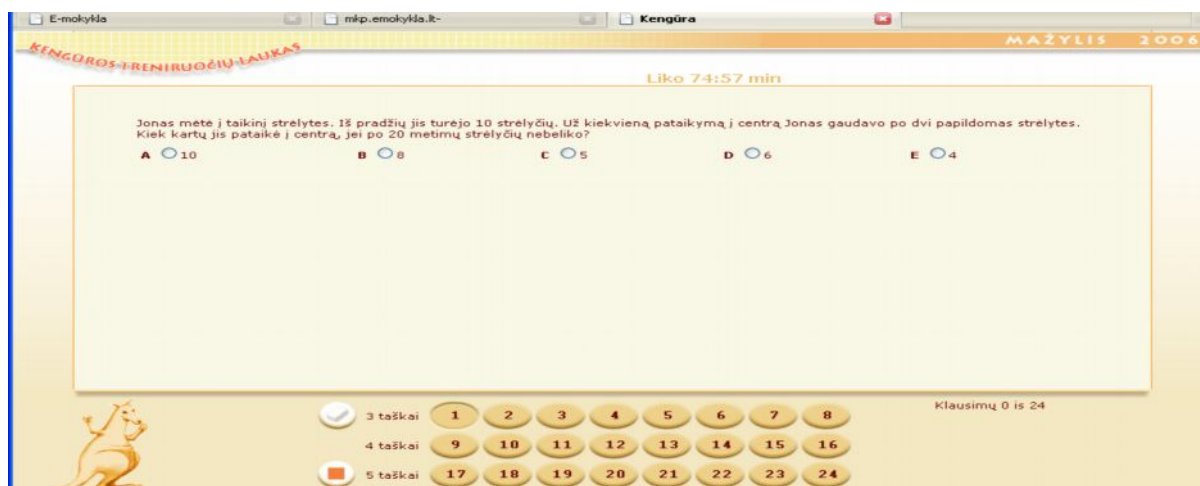 E-mokykla mkp.emokykla.lt- Kengūra
KENGŪROS TRENIRUOČIŲ LAUKAS
MAŽYLIS 2006
Liko 74:57 min
Jonas mėtė į taikinį strėlytes. Iš pradžių jis turėjo 10 strėlyčių. Už kiekvieną pataikymą į centrą Jonas gaudavo po dvi papildomas strėlytes.
Kiek kartų jis pataikė į centrą, jei po 20 metimų strėlyčių nebeliko?
A 10 B 8 C 5 D 6 E 4
Klausimų 0 is 24
3 taškai 1 2 3 4 5 6 7 8
4 taškai 9 10 11 12 13 14 15 16
5 taškai 17 18 19 20 21 22 23 24